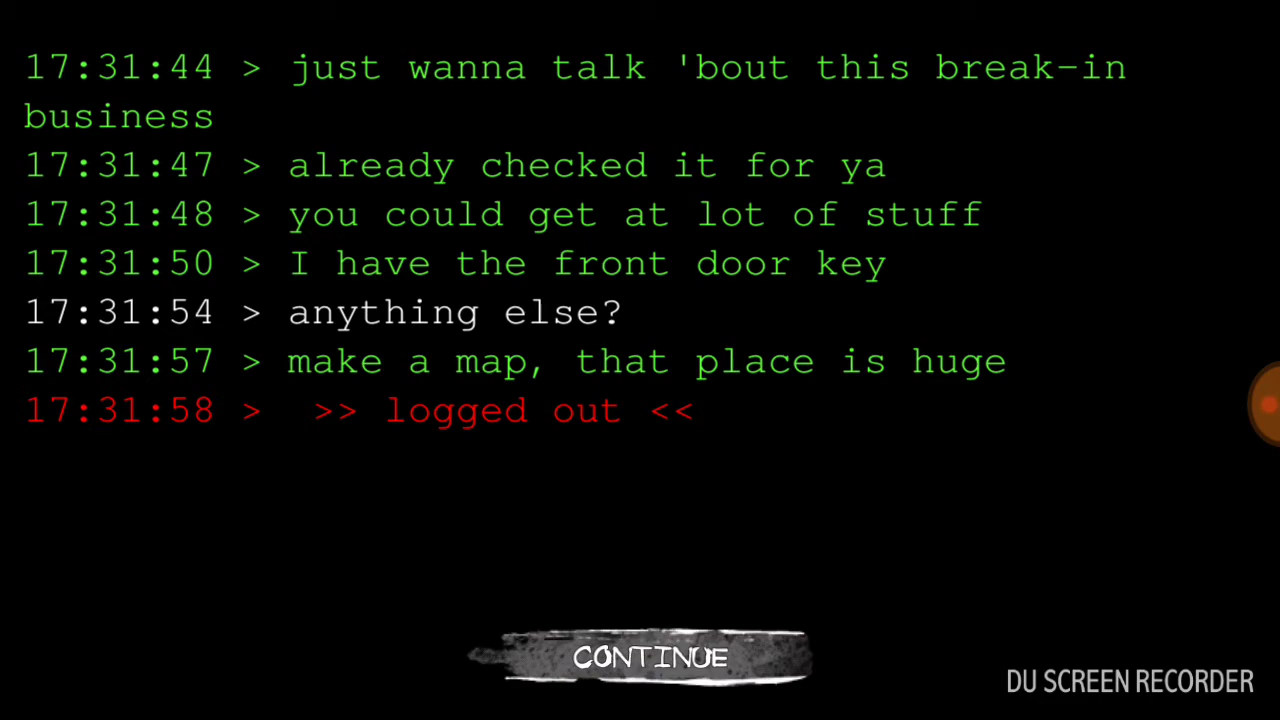 17:31:44 > just wanna talk 'bout this break-in
business
17:31:47 > already checked it for ya
17:31:48 > you could get at lot of stuff
17:31:50 > I have the front door key
17:31:54 > anything else?
17:31:57 > make a map, that place is huge
17:31:58 >  >> logged out <<
CONTINUE
DU SCREEN RECORDER